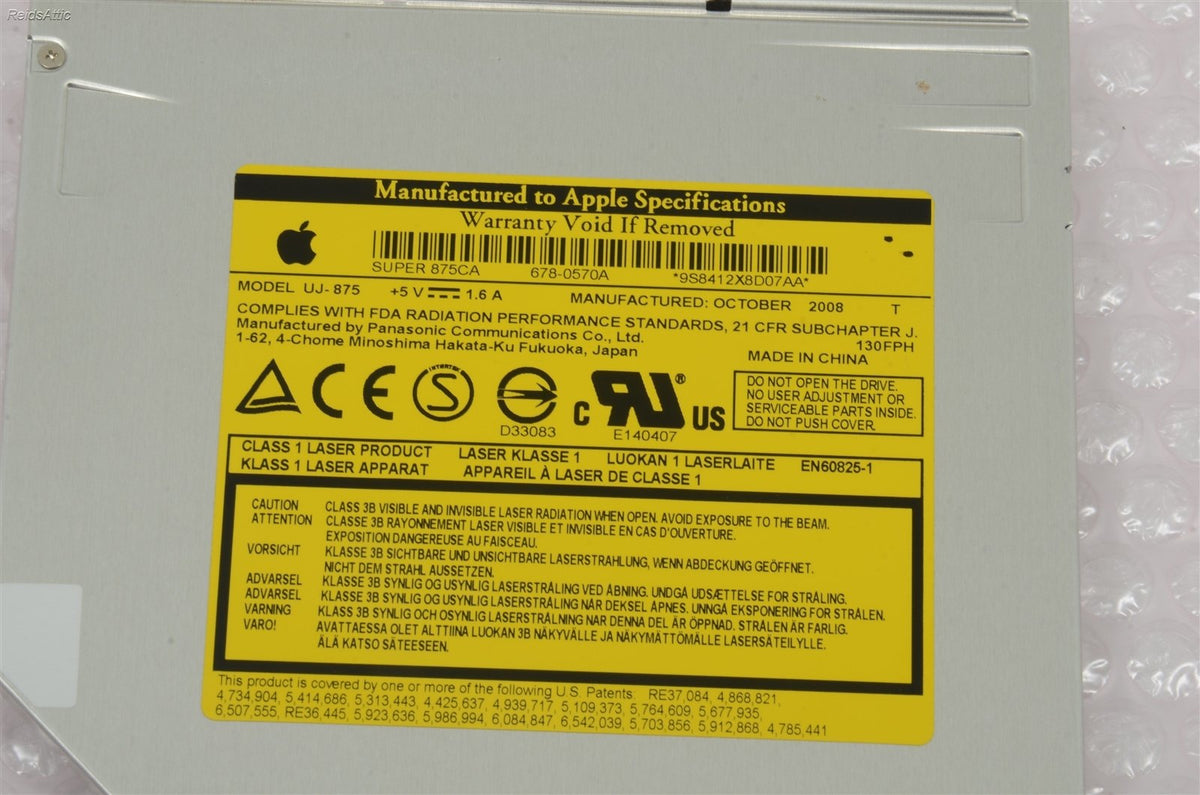 ReidsAttic
Manufactured to Apple Specifications
Warranty Void If Removed
SUPER 875CA 678-0570A *9S8412X8D07AA*
MODEL UJ-875 +5 V 1.6 A MANUFACTURED: OCTOBER 2008 T
COMPLIES WITH FDA RADIATION PERFORMANCE STANDARDS, 21 CFR SUBCHAPTER J.
Manufactured by Panasonic Communications Co., Ltd. 130FPH
1-62, 4-Chome Minoshima Hakata-Ku Fukuoka, Japan MADE IN CHINA
CE INTERTEK S D33083 C RU ® US E140407
DO NOT OPEN THE DRIVE.
NO USER ADJUSTMENT OR
SERVICEABLE PARTS INSIDE.
DO NOT PUSH COVER.
CLASS 1 LASER PRODUCT LASER KLASSE 1 LUOKAN 1 LASERLAITE EN60825-1
KLASS 1 LASER APPARAT APPAREIL À LASER DE CLASSE 1
CAUTION CLASS 3B VISIBLE AND INVISIBLE LASER RADIATION WHEN OPEN. AVOID EXPOSURE TO THE BEAM.
ATTENTION CLASSE 3B RAYONNEMENT LASER VISIBLE ET INVISIBLE EN CAS D'OUVERTURE.
EXPOSITION DANGEREUSE AU FAISCEAU.
VORSICHT KLASSE 3B SICHTBARE UND UNSICHTBARE LASERSTRAHLUNG, WENN ABDECKUNG GEÖFFNET.
NICHT DEM STRAHL AUSSETZEN.
ADVARSEL KLASSE 3B SYNLIG OG USYNLIG LASERSTRÅLING VED ÅBNING. UNDGÅ UDSÆTTELSE FOR STRÅLING.
ADVARSEL KLASSE 3B SYNLIG OG USYNLIG LASERSTRÅLING NÅR DEKSEL ÅPNES. UNNGÅ EKSPONERING FOR STRÅLEN.
VARNING KLASS 3B SYNLIG OCH OSYNLIG LASERSTRÅLNING NÄR DENNA DEL ÄR ÖPPNAD. STRÅLEN ÄR FARLIG.
VARO! AVATTAESSA OLET ALTTIINA LUOKAN 3B NÄKYVÄLLE JA NÄKYMÄTTÖMÄLLE LASERSÄTEILYLLE.
ÄLÄ KATSO SÄTEESEEN.
This product is covered by one or more of the following U.S. Patents: RE37,084, 4,868,821,
4,734,904, 5,414,686, 5,313,443, 4,425,637, 4,939,717, 5,109,373, 5,764,609, 5,677,935,
6,507,555, RE36,445, 5,923,636, 5,986,994, 6,084,847, 6,542,039, 5,703,856, 5,912,868, 4,785,441